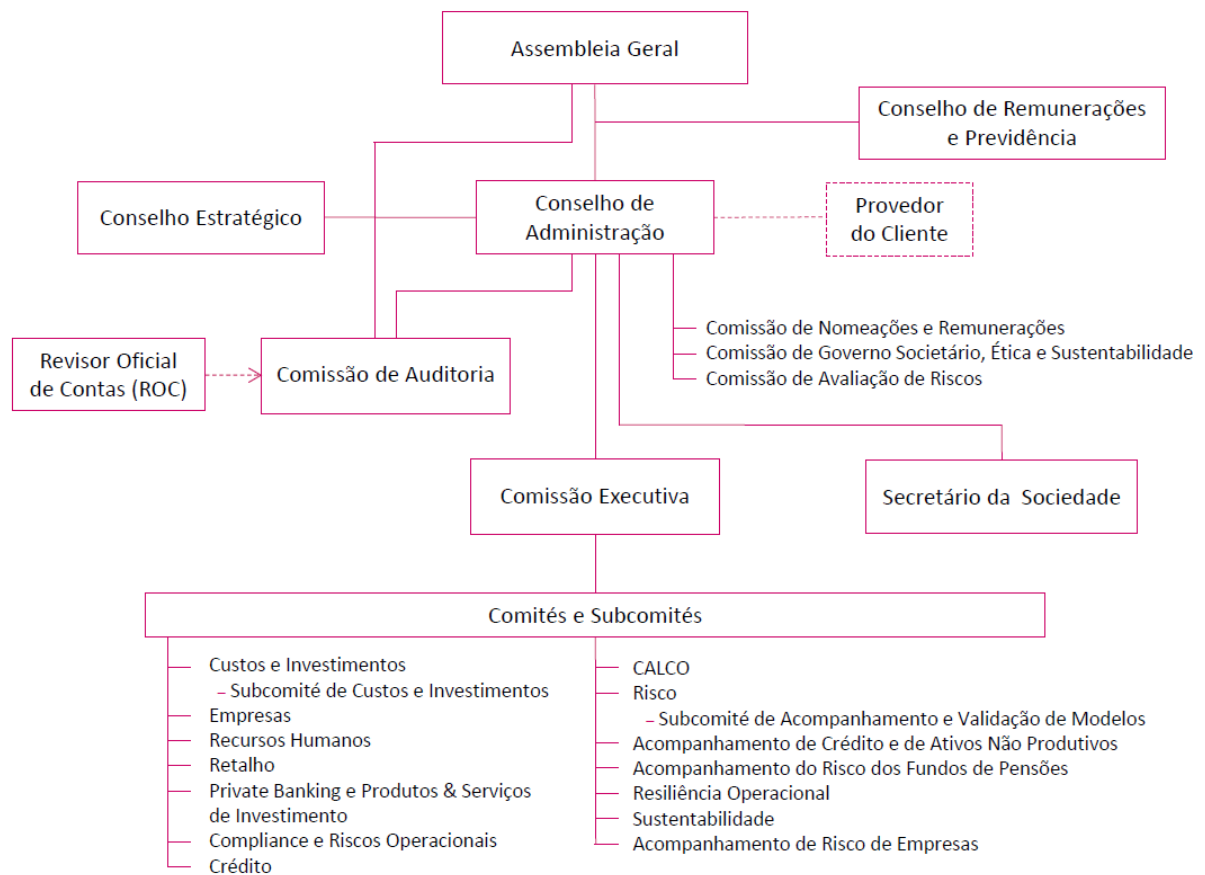 Assembleia Geral
Conselho de Remunerações
e Previdência
Conselho Estratégico
Conselho de
Administração
Provedor
do Cliente
Comissão de Nomeações e Remunerações
Comissão de Governo Societário, Ética e Sustentabilidade
Comissão de Avaliação de Riscos
Revisor Oficial
de Contas (ROC)
Comissão de Auditoria
Comissão Executiva
Secretário da Sociedade
Comités e Subcomités
Custos e Investimentos
– Subcomité de Custos e Investimentos
Empresas
Recursos Humanos
Retalho
Private Banking e Produtos & Serviços
de Investimento
Compliance e Riscos Operacionais
Crédito
CALCO
Risco
– Subcomité de Acompanhamento e Validação de Modelos
Acompanhamento de Crédito e de Ativos Não Produtivos
Acompanhamento do Risco dos Fundos de Pensões
Resiliência Operacional
Sustentabilidade
Acompanhamento de Risco de Empresas